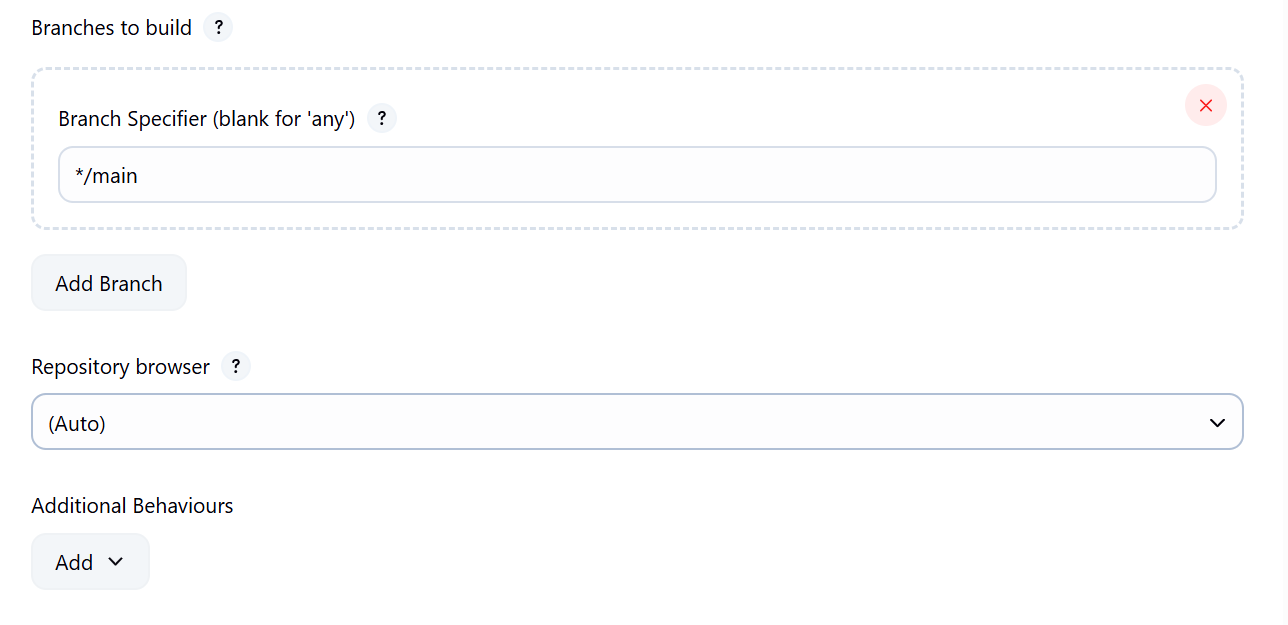 Branches to build ?
Branch Specifier (blank for 'any') ?
*/main
Add Branch
Repository browser ?
(Auto)
Additional Behaviours
Add